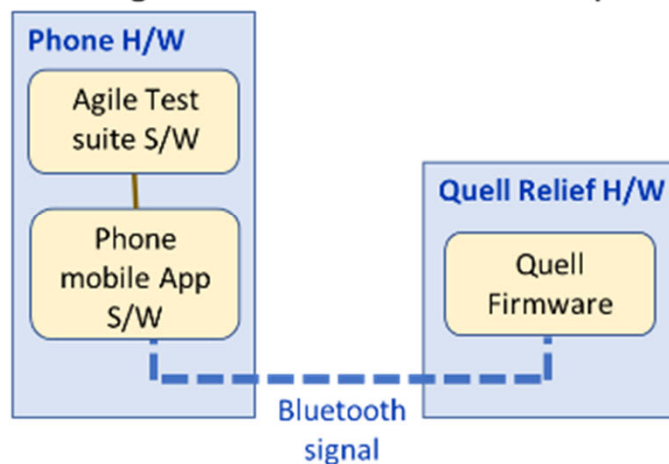 Phone H/W
Agile Test
suite S/W
Phone
mobile App
S/W
Quell Relief H/W
Quell
Firmware
Bluetooth
signal